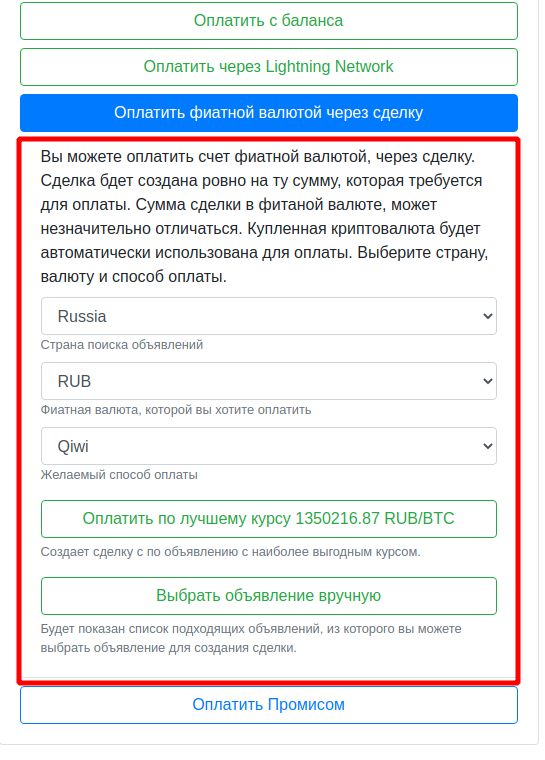 Оплатить с баланса
Оплатить через Lightning Network
Оплатить фиатной валютой через сделку
Вы можете оплатить счет фиатной валютой, через сделку.
Сделка бдет создана ровно на ту сумму, которая требуется
для оплаты. Сумма сделки в фитаной валюте, может
незначительно отличаться. Купленная криптовалюта будет
автоматически использована для оплаты. Выберите страну,
валюту и способ оплаты.
Russia
Страна поиска объявлений
RUB
Фиатная валюта, которой вы хотите оплатить
Qiwi
Желаемый способ оплаты
Оплатить по лучшему курсу 1350216.87 RUB/BTC
Создает сделку с по объявлению с наиболее выгодным курсом.
Выбрать объявление вручную
Будет показан список подходящих объявлений, из которого вы можете
выбрать объявление для создания сделки.
Оплатить Промисом